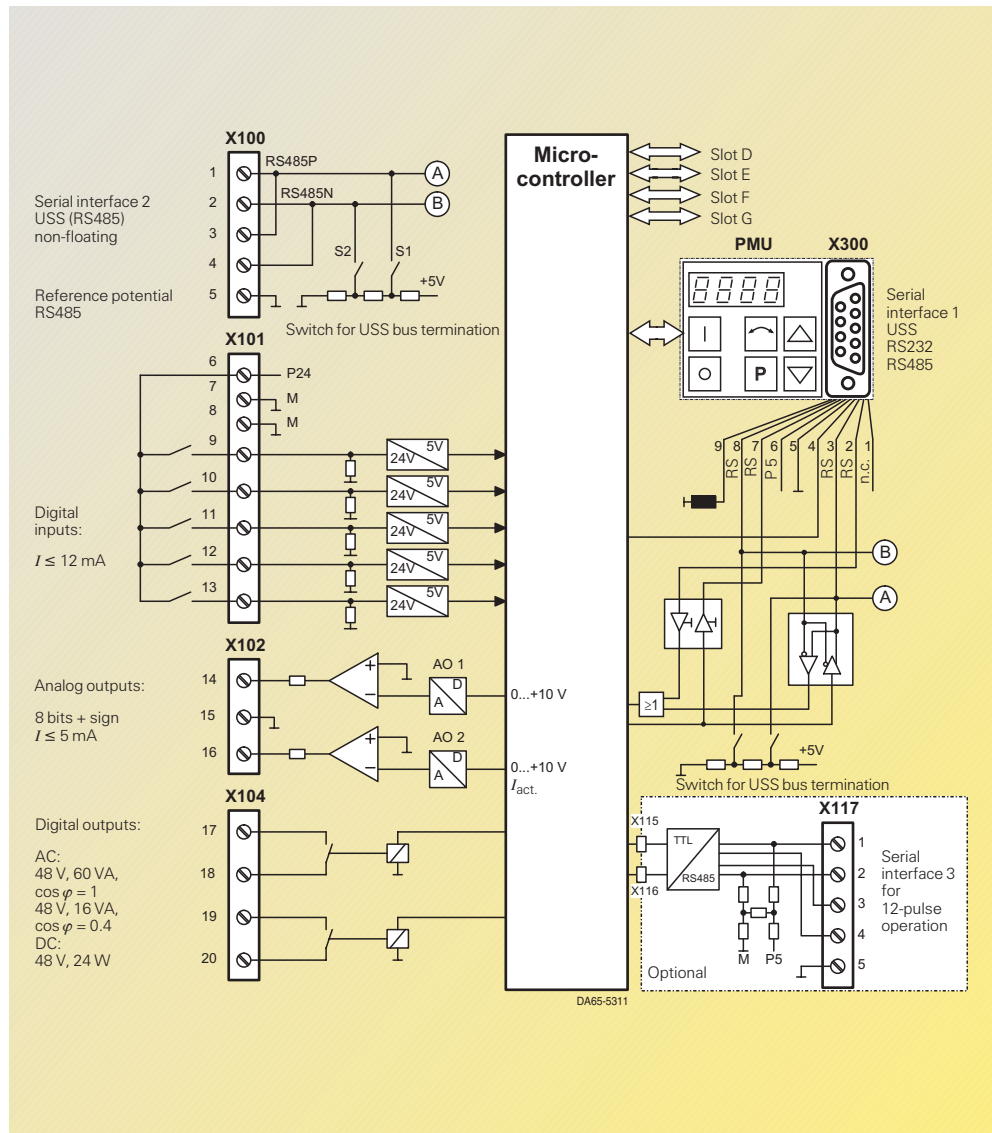 X100
1
RS485P
A
2
RS485N
B
3
4
5
S2
S1
+5V
Serial interface 2
USS (RS485)
non-floating
Reference potential
RS485
Switch for USS bus termination
X101
6
P24
7
M
8
M
9
24V
5V
10
24V
5V
11
24V
5V
12
24V
5V
13
24V
5V
Digital
inputs:
I ≤ 12 mA
X102
14
15
16
+
−
AO 1
D
A
0...+10 V
+
−
AO 2
D
A
0...+10 V
Iact.
Analog outputs:
8 bits + sign
I ≤ 5 mA
X104
17
18
19
20
Digital outputs:
AC:
48 V, 60 VA,
cos φ = 1
48 V, 16 VA,
cos φ = 0.4
DC:
48 V, 24 W
Micro-
controller
Slot D
Slot E
Slot F
Slot G
PMU
X300
8888
I
O
P
Serial
interface 1
USS
RS232
RS485
9
8
7
6
5
4
3
2
1
RS
RS
P 5
RS
RS
n.c.
B
A
≥1
+5V
Switch for USS bus termination
X115
X116
TTL
RS485
M
P5
Optional
X117
1
2
3
4
5
Serial
interface 3
for
12-pulse
operation
DA65-5311